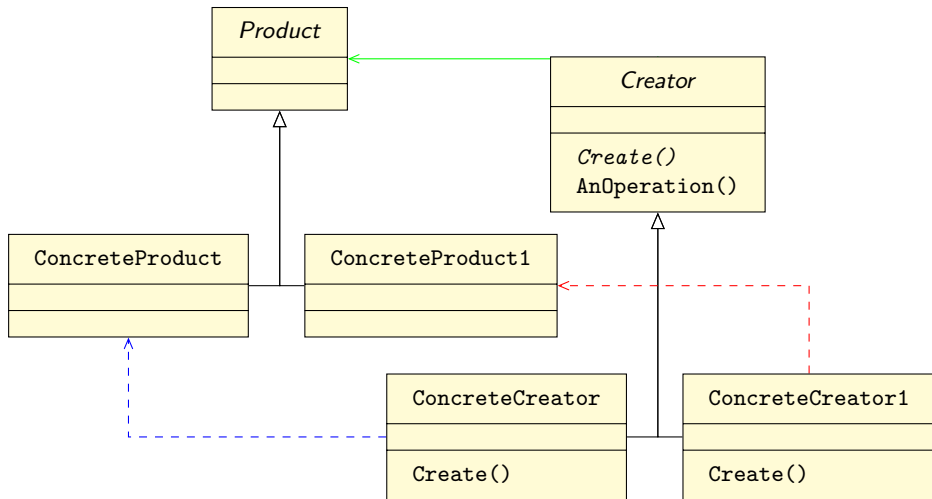 Product
Creator
Create()
AnOperation()
ConcreteProduct
ConcreteProduct1
ConcreteCreator
Create()
ConcreteCreator1
Create()